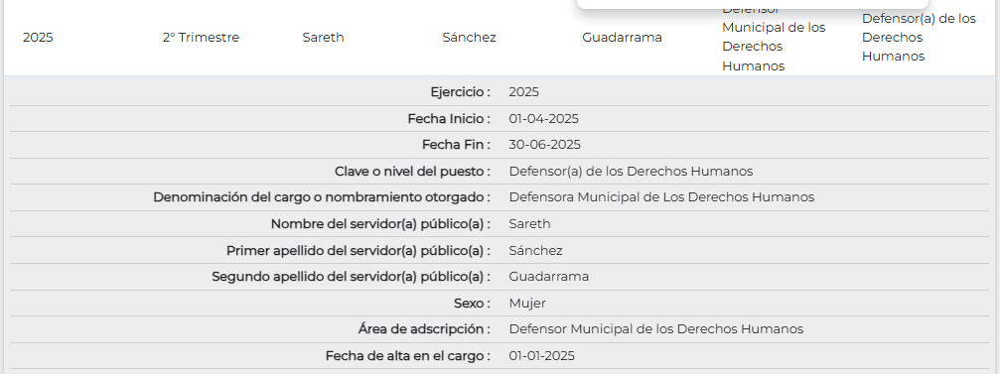 Defensor
Municipal de los
Derechos
Humanos
Defensor(a) de los
Derechos
Humanos
2025 2° Trimestre Sareth Sánchez Guadarrama
Ejercicio : 2025
Fecha Inicio : 01-04-2025
Fecha Fin : 30-06-2025
Clave o nivel del puesto : Defensor(a) de los Derechos Humanos
Denominación del cargo o nombramiento otorgado : Defensora Municipal de Los Derechos Humanos
Nombre del servidor(a) público(a) : Sareth
Primer apellido del servidor(a) público(a) : Sánchez
Segundo apellido del servidor(a) público(a) : Guadarrama
Sexo : Mujer
Área de adscripción : Defensor Municipal de los Derechos Humanos
Fecha de alta en el cargo : 01-01-2025